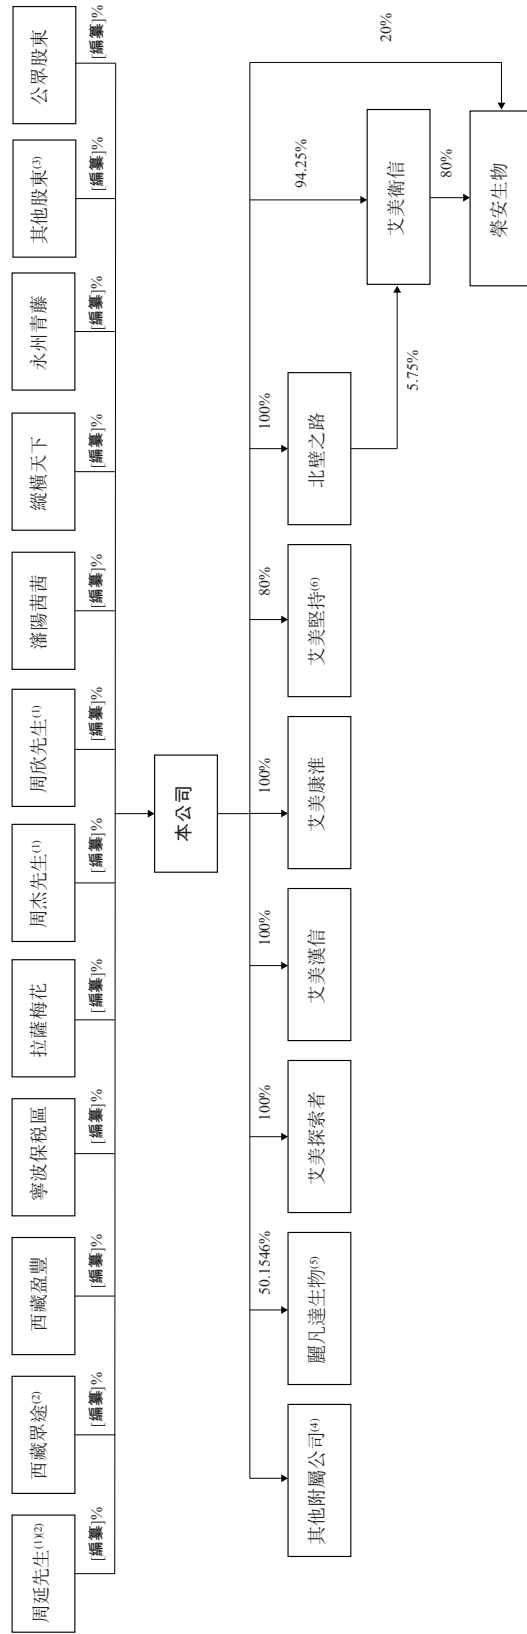 周延先生(1)(2)
西藏眾途(2)
西藏盈豐
寧波保稅區
拉薩梅花
周杰先生(1)
周欣先生(1)
瀋陽茜茜
縱橫天下
永州青藤
其他股東(3)
公眾股東
[編纂]%
[編纂]%
[編纂]%
[編纂]%
[編纂]%
[編纂]%
[編纂]%
[編纂]%
[編纂]%
[編纂]%
[編纂]%
[編纂]%
本公司
50.1546%
100%
100%
100%
80%
100%
94.25%
20%
其他附屬公司(4)
麗凡達生物(5)
艾美探索者
艾美漢信
艾美康淮
艾美堅持(6)
北壁之路
艾美衛信
5.75%
80%
榮安生物